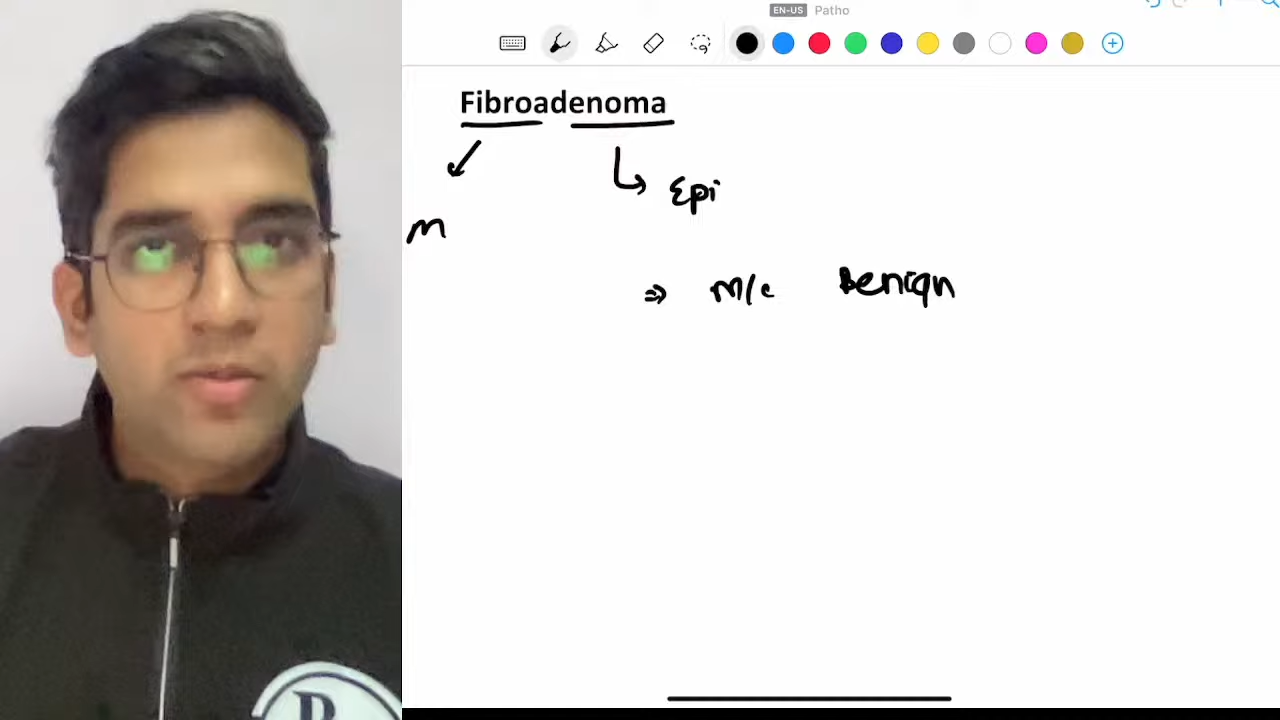 EN-US Patho
Fibroadenoma
Epi
M
⇒ M/c Benign